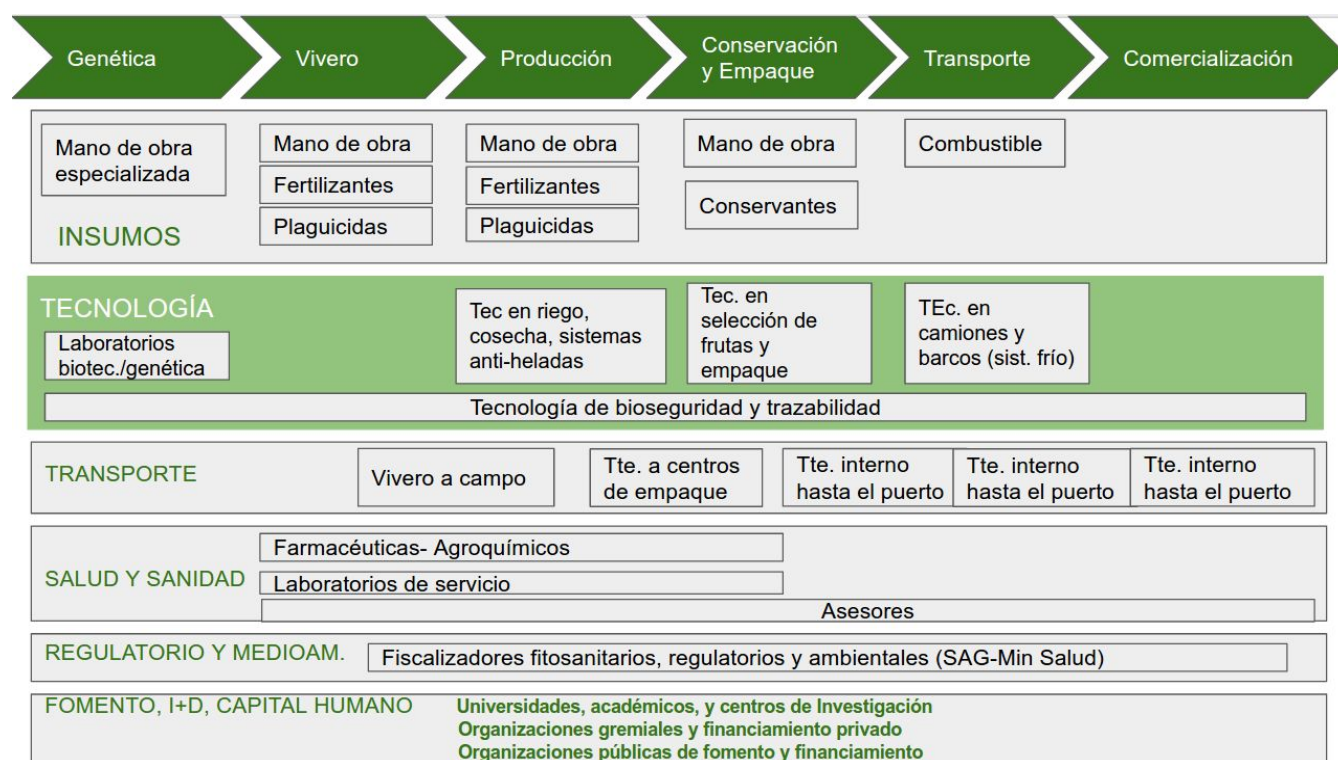 Genética
Vivero
Producción
Conservación
y Empaque
Transporte
Comercialización
Mano de obra
especializada
Mano de obra
Fertilizantes
Plaguicidas
Mano de obra
Fertilizantes
Plaguicidas
Mano de obra
Conservantes
Combustible
INSUMOS
TECNOLOGÍA
Laboratorios
biotec./genética
Tec en riego,
cosecha, sistemas
anti-heladas
Tec. en
selección de
frutas y
empaque
TEc. en
camiones y
barcos (sist. frío)
Tecnología de bioseguridad y trazabilidad
TRANSPORTE
Vivero a campo
Tte. a centros
de empaque
Tte. interno
hasta el puerto
Tte. interno
hasta el puerto
Tte. interno
hasta el puerto
SALUD Y SANIDAD
Farmacéuticas- Agroquímicos
Laboratorios de servicio
Asesores
REGULATORIO Y MEDIOAM.
Fiscalizadores fitosanitarios, regulatorios y ambientales (SAG-Min Salud)
FOMENTO, I+D, CAPITAL HUMANO
Universidades, académicos, y centros de Investigación
Organizaciones gremiales y financiamiento privado
Organizaciones públicas de fomento y financiamiento